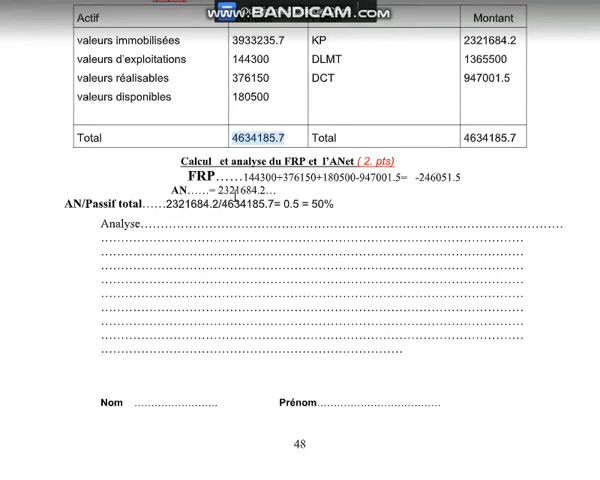 www.BANDICAM.com
Actif Montant
valeurs immobilisées 3933235.7 KP 2321684.2
valeurs d'exploitations 144300 DLMT 1365500
valeurs réalisables 376150 DCT 947001.5
valeurs disponibles 180500
Total 4634185.7 Total 4634185.7
Calcul et analyse du FRP et l'ANet ( 2. pts)
FRP……144300+376150+180500-947001.5= -246051.5
AN……= 2321684.2…
AN/Passif total……2321684.2/4634185.7= 0.5 = 50%
Analyse……………………………………………………………………………………………
Nom ……………………. Prénom……………………………….
48